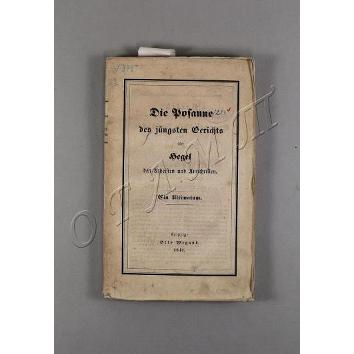 Die Posaune
des jüngsten Gerichts
über
Hegel
den Atheisten und Antichristen.
Ein Ultimatum.
Leipzig,
Otto Wigand.
1841.